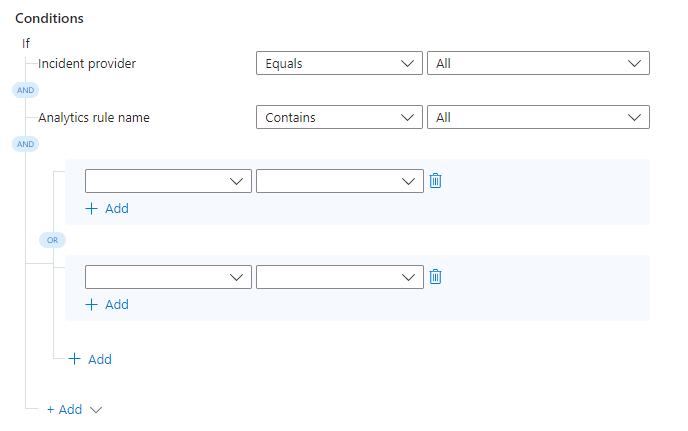 Conditions
If
Incident provider Equals All
AND
Analytics rule name Contains All
AND
+ Add
OR
+ Add
+ Add
+ Add